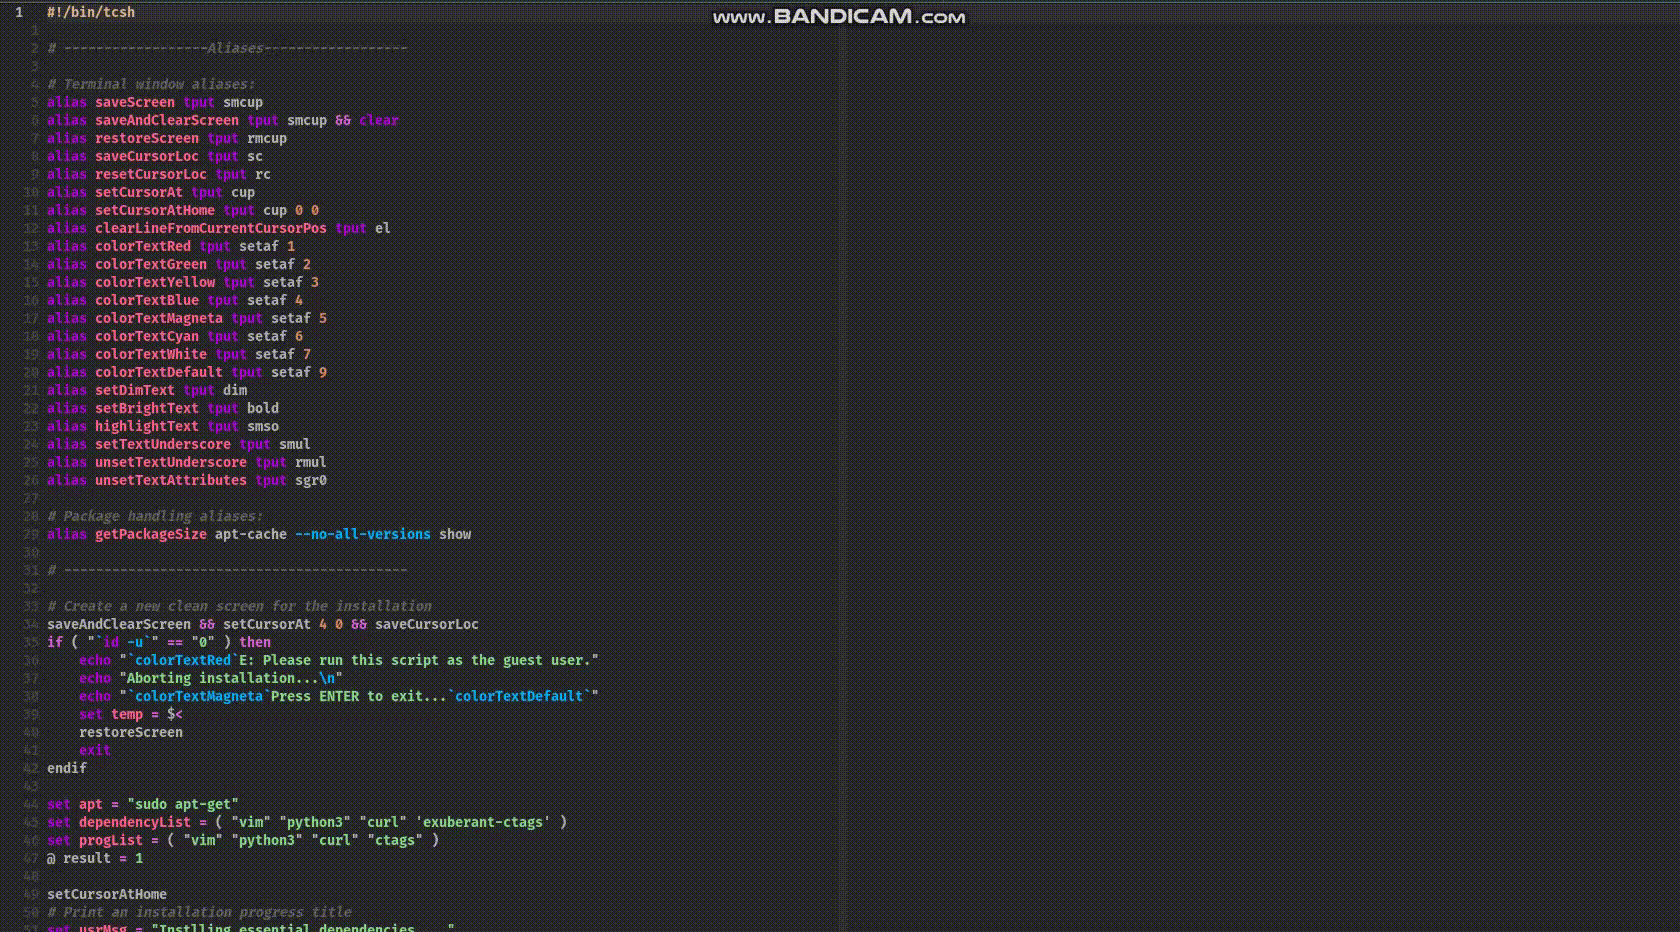 www.BANDICAM.com
1 #!/bin/tcsh
1
2 # ------------------Aliases------------------
3
4 # Terminal window aliases:
5 alias saveScreen tput smcup
6 alias saveAndClearScreen tput smcup && clear
7 alias restoreScreen tput rmcup
8 alias saveCursorLoc tput sc
9 alias resetCursorLoc tput rc
10 alias setCursorAt tput cup
11 alias setCursorAtHome tput cup 0 0
12 alias clearLineFromCurrentCursorPos tput el
13 alias colorTextRed tput setaf 1
14 alias colorTextGreen tput setaf 2
15 alias colorTextYellow tput setaf 3
16 alias colorTextBlue tput setaf 4
17 alias colorTextMagneta tput setaf 5
18 alias colorTextCyan tput setaf 6
19 alias colorTextWhite tput setaf 7
20 alias colorTextDefault tput setaf 9
21 alias setDimText tput dim
22 alias setBrightText tput bold
23 alias highlightText tput smso
24 alias setTextUnderscore tput smul
25 alias unsetTextUnderscore tput rmul
26 alias unsetTextAttributes tput sgr0
27
28 # Package handling aliases:
29 alias getPackageSize apt-cache --no-all-versions show
30
31 # -------------------------------------------
32
33 # Create a new clean screen for the installation
34 saveAndClearScreen && setCursorAt 4 0 && saveCursorLoc
35 if ( "`id -u`" == "0" ) then
36     echo "`colorTextRed`E: Please run this script as the guest user."
37     echo "Aborting installation...\n"
38     echo "`colorTextMagneta`Press ENTER to exit...`colorTextDefault`"
39     set temp = $<
40     restoreScreen
41     exit
42 endif
43
44 set apt = "sudo apt-get"
45 set dependencyList = ( "vim" "python3" "curl" 'exuberant-ctags' )
46 set progList = ( "vim" "python3" "curl" "ctags" )
47 @ result = 1
48
49 setCursorAtHome
50 # Print an installation progress title
51 set usrMsg = "Instlling essential dependencies ... "